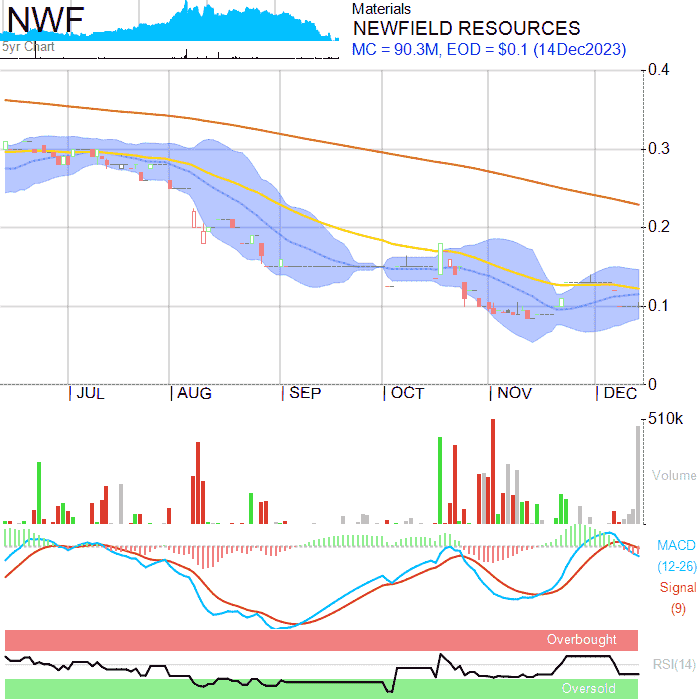 NWF
5yr Chart
Materials
NEWFIELD RESOURCES
MC = 90.3M, EOD = $0.1 (14Dec2023)
0.4
0.3
0.2
0.1
0
JUL AUG SEP OCT NOV DEC
510k
Volume
MACD
(12-26)
Signal
(9)
Overbought
RSI(14)
Oversold